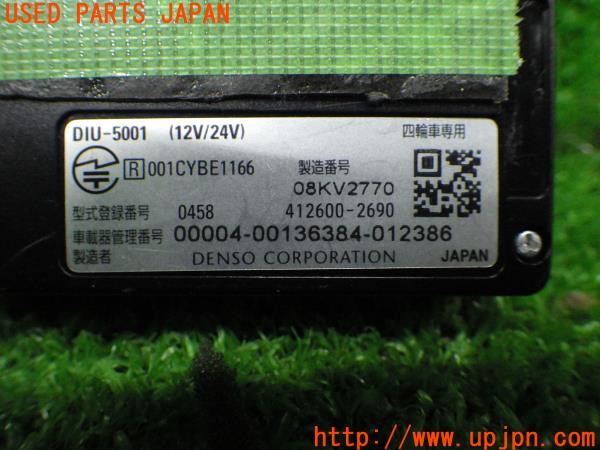 USED PARTS JAPAN
DIU-5001 (12V/24V) 四輪車専用
R 001CYBE1166 製造番号
08KV2770
型式登録番号 0458 412600-2690
車載器管理番号 00004-00136384-012386
製造者 DENSO CORPORATION JAPAN
http://www.upjpn.com/